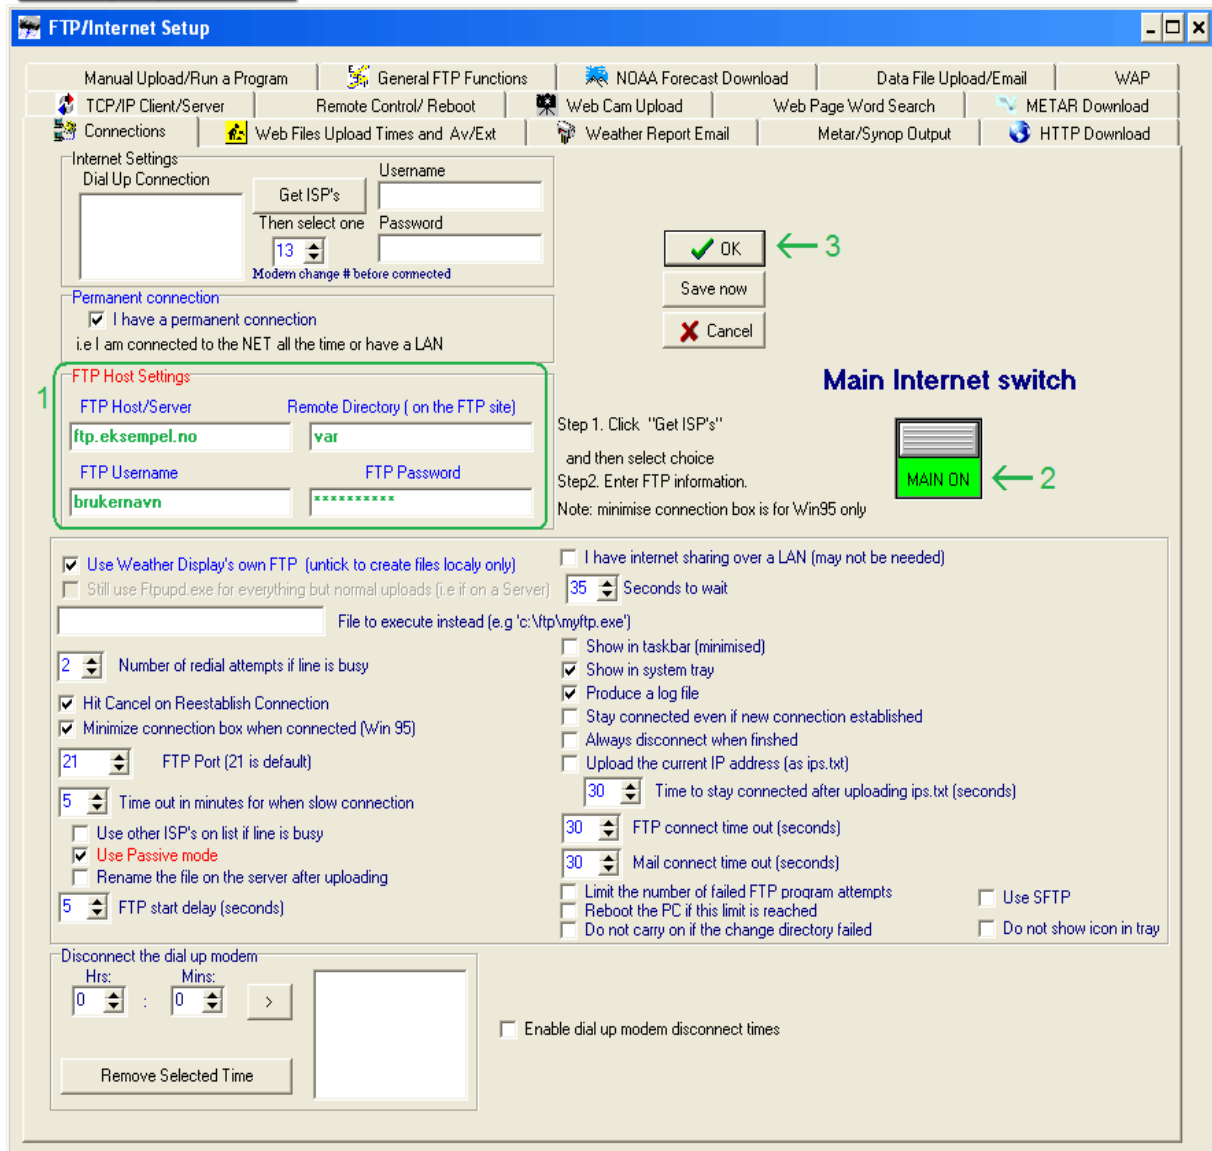 FTP/Internet Setup
Manual Upload/Run a Program
General FTP Functions
NOAA Forecast Download
Data File Upload/Email
WAP
TCP/IP Client/Server
Remote Control/ Reboot
Web Cam Upload
Web Page Word Search
METAR Download
Connections
Web Files Upload Times and Av/Ext
Weather Report Email
Metar/Synop Output
HTTP Download
Internet Settings
Dial Up Connection
Get ISP's
Then select one
13
Modem change # before connected
Username
Password
OK
3
Save now
Cancel
Permanent connection
I have a permanent connection
i.e I am connected to the NET all the time or have a LAN
1
FTP Host Settings
FTP Host/Server
Remote Directory ( on the FTP site)
ftp.eksempel.no
var
FTP Username
FTP Password
brukernavn
**********
Main Internet switch
Step 1. Click "Get ISP's"
and then select choice
Step2. Enter FTP information.
Note: minimise connection box is for Win95 only
MAIN ON
2
Use Weather Display's own FTP (untick to create files localy only)
Still use Ftpupd.exe for everything but normal uploads (i.e if on a Server)
File to execute instead (e.g 'c:\ftp\myftp.exe')
2 Number of redial attempts if line is busy
Hit Cancel on Reestablish Connection
Minimize connection box when connected (Win 95)
21 FTP Port (21 is default)
5 Time out in minutes for when slow connection
Use other ISP's on list if line is busy
Use Passive mode
Rename the file on the server after uploading
5 FTP start delay (seconds)
I have internet sharing over a LAN (may not be needed)
35 Seconds to wait
Show in taskbar (minimised)
Show in system tray
Produce a log file
Stay connected even if new connection established
Always disconnect when finshed
Upload the current IP address (as ips.txt)
30 Time to stay connected after uploading ips.txt (seconds)
30 FTP connect time out (seconds)
30 Mail connect time out (seconds)
Limit the number of failed FTP program attempts
Reboot the PC if this limit is reached
Do not carry on if the change directory failed
Use SFTP
Do not show icon in tray
Disconnect the dial up modem
Hrs: Mins:
0 : 0 >
Remove Selected Time
Enable dial up modem disconnect times